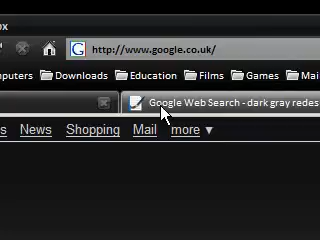 ox
http://www.google.co.uk/
mputers Downloads Education Films Games Mai
Google Web Search - dark gray redes
s News Shopping Mail more ▼